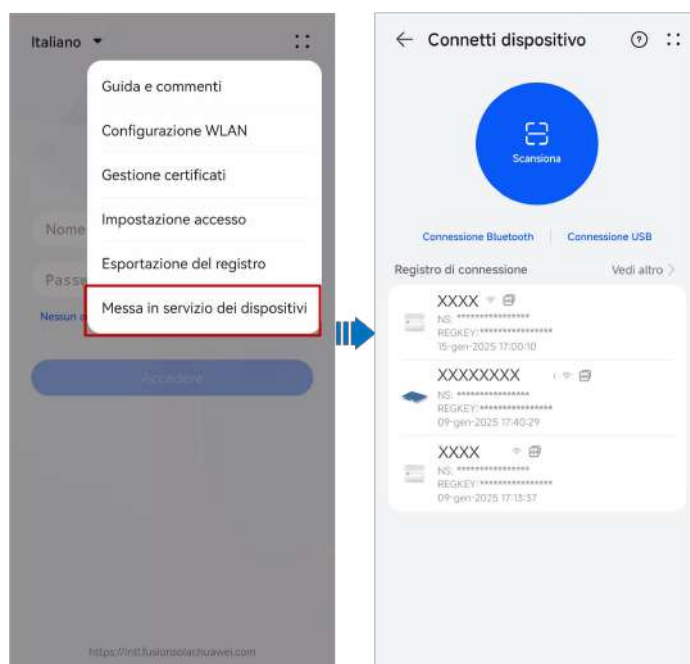 Italiano
Guida e commenti
Configurazione WLAN
Gestione certificati
Impostazione accesso
Esportazione del registro
Messa in servizio dei dispositivi
Nome
Passw
Nessun a
Accedere
https://intl.fusionsolar.huawei.com
Connetti dispositivo
Scansiona
Connessione Bluetooth
Connessione USB
Registro di connessione
Vedi altro
XXXX
NS: ****************
REGKEY:****************
15-gen-2025 17:00:10
XXXXXXXX
NS: ****************
REGKEY:****************
09-gen-2025 17:40:29
XXXX
NS: ****************
REGKEY:****************
09-gen-2025 17:13:37